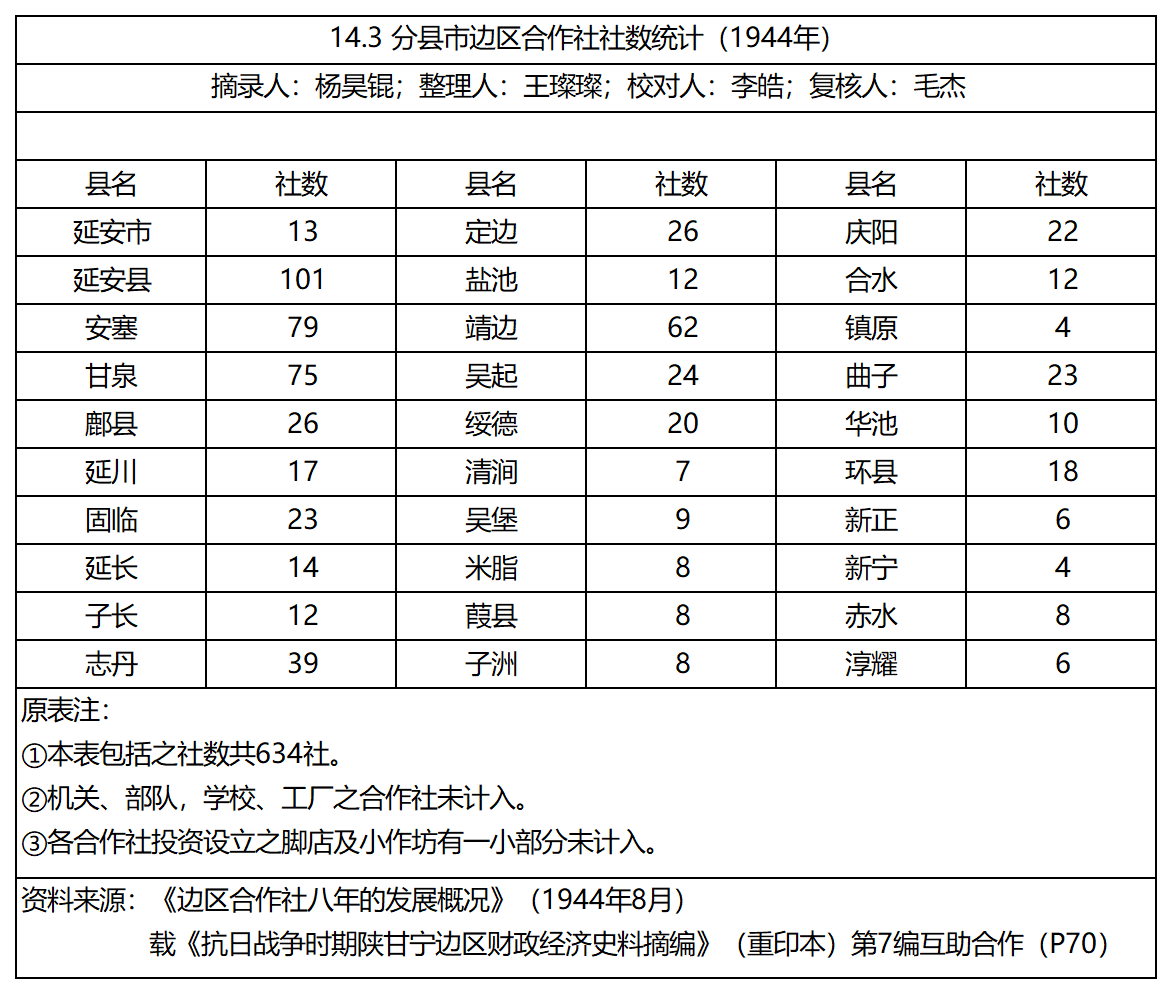 14.3 分县市边区合作社社数统计（1944年）
摘录人：杨昊锟；整理人：王璨璨；校对人：李皓；复核人：毛杰
县名 社数 县名 社数 县名 社数
延安市 13 定边 26 庆阳 22
延安县 101 盐池 12 合水 12
安塞 79 靖边 62 镇原 4
甘泉 75 吴起 24 曲子 23
鄜县 26 绥德 20 华池 10
延川 17 清涧 7 环县 18
固临 23 吴堡 9 新正 6
延长 14 米脂 8 新宁 4
子长 12 葭县 8 赤水 8
志丹 39 子洲 8 淳耀 6
原表注：
①本表包括之社数共634社。
②机关、部队，学校、工厂之合作社未计入。
③各合作社投资设立之脚店及小作坊有一小部分未计入。
资料来源：《边区合作社八年的发展概况》（1944年8月）
载《抗日战争时期陕甘宁边区财政经济史料摘编》（重印本）第7编互助合作（P70）